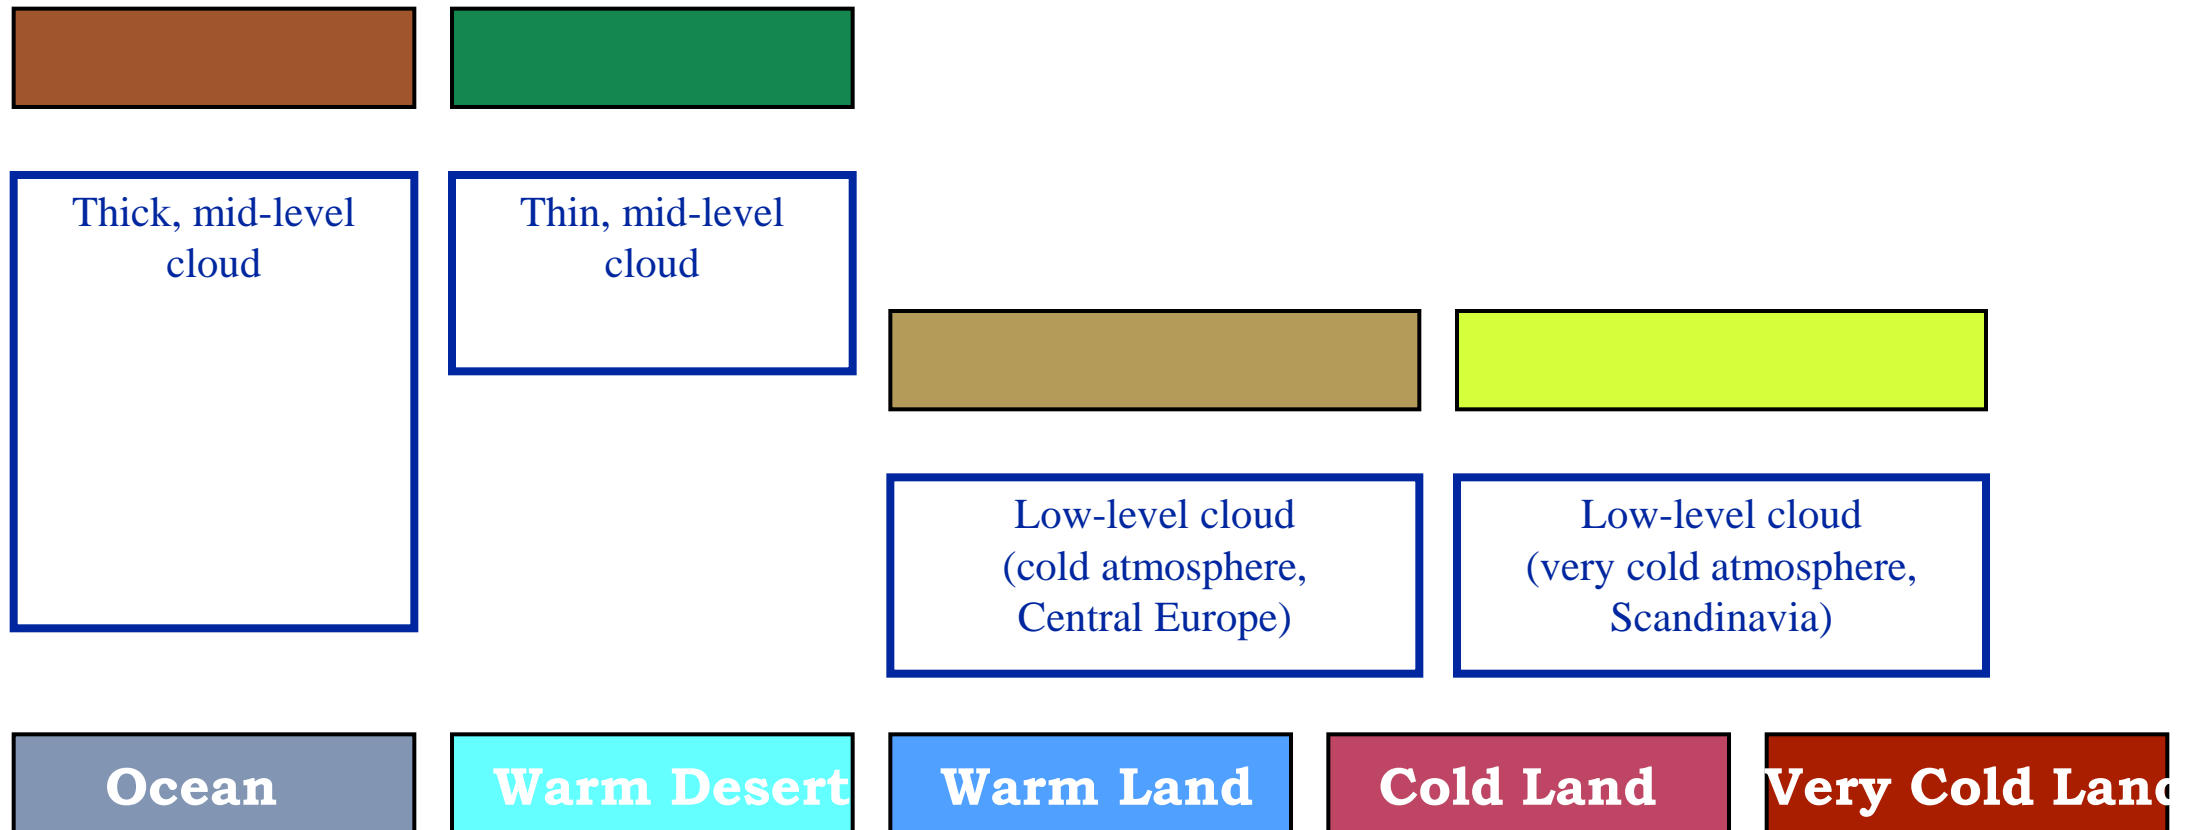 Thick, mid-level
cloud
Thin, mid-level
cloud
Low-level cloud
(cold atmosphere,
Central Europe)
Low-level cloud
(very cold atmosphere,
Scandinavia)
Ocean
Warm Desert
Warm Land
Cold Land
Very Cold Land